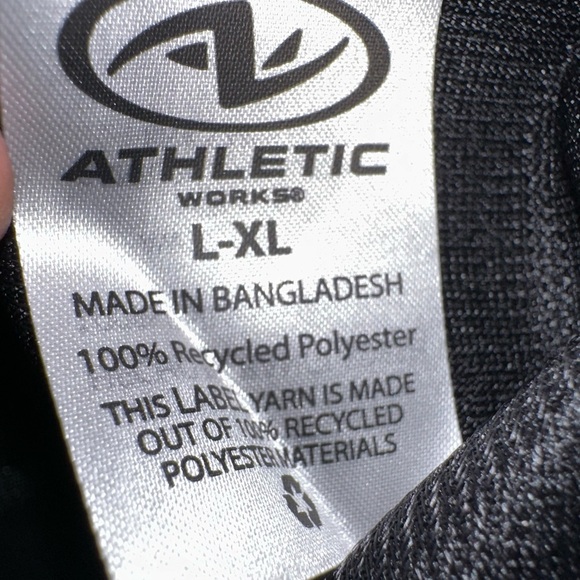 ATHLETIC
WORKS®
L-XL
MADE IN BANGLADESH
100% Recycled Polyester
THIS LABEL YARN IS MADE
OUT OF 100% RECYCLED
POLYESTER MATERIALS